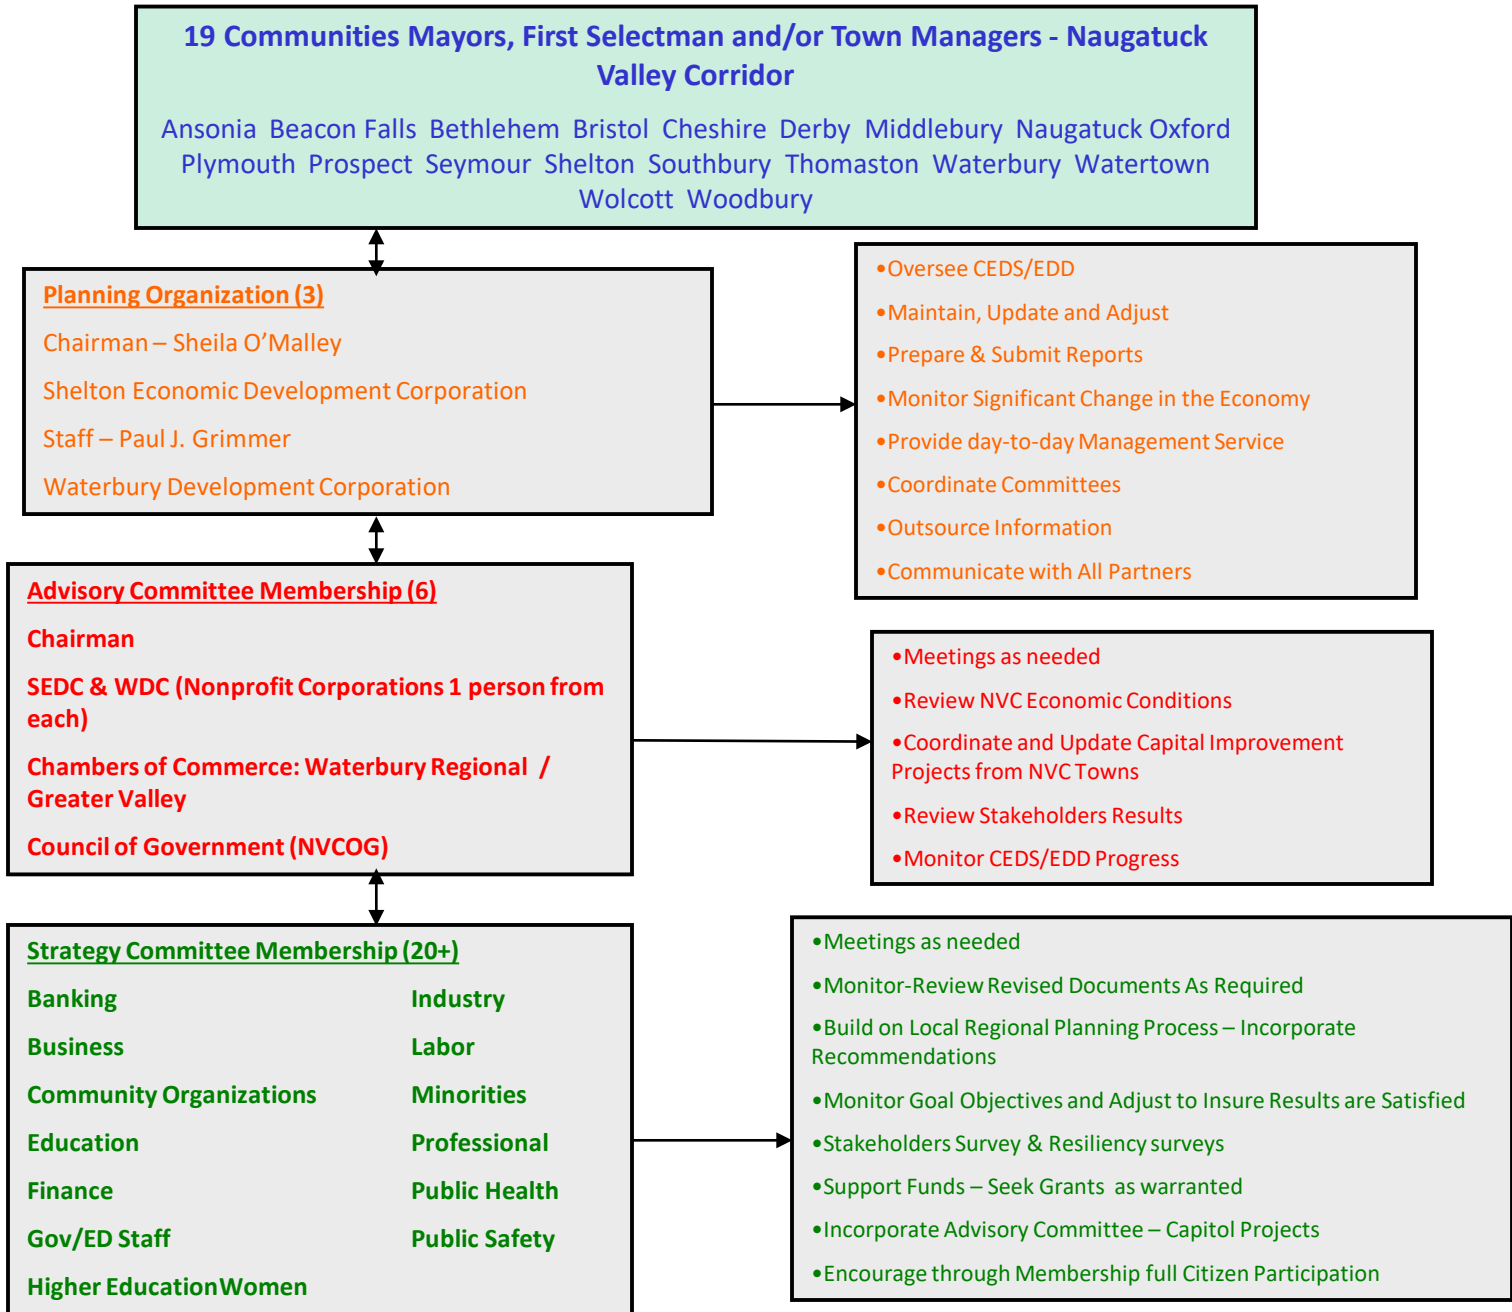 19 Communities Mayors, First Selectman and/or Town Managers - Naugatuck
Valley Corridor
Ansonia Beacon Falls Bethlehem Bristol Cheshire Derby Middlebury Naugatuck Oxford
Plymouth Prospect Seymour Shelton Southbury Thomaston Waterbury Watertown
Wolcott Woodbury
Planning Organization (3)
Chairman – Sheila O’Malley
Shelton Economic Development Corporation
Staff – Paul J. Grimmer
Waterbury Development Corporation
•Oversee CEDS/EDD
•Maintain, Update and Adjust
•Prepare & Submit Reports
•Monitor Significant Change in the Economy
•Provide day-to-day Management Service
•Coordinate Committees
•Outsource Information
•Communicate with All Partners
Advisory Committee Membership (6)
Chairman
SEDC & WDC (Nonprofit Corporations 1 person from
each)
Chambers of Commerce: Waterbury Regional /
Greater Valley
Council of Government (NVCOG)
•Meetings as needed
•Review NVC Economic Conditions
•Coordinate and Update Capital Improvement
Projects from NVC Towns
•Review Stakeholders Results
•Monitor CEDS/EDD Progress
Strategy Committee Membership (20+)
Banking Industry
Business Labor
Community Organizations Minorities
Education Professional
Finance Public Health
Gov/ED Staff Public Safety
Higher EducationWomen
•Meetings as needed
•Monitor-Review Revised Documents As Required
•Build on Local Regional Planning Process – Incorporate
Recommendations
•Monitor Goal Objectives and Adjust to Insure Results are Satisfied
•Stakeholders Survey & Resiliency surveys
•Support Funds – Seek Grants as warranted
•Incorporate Advisory Committee – Capitol Projects
•Encourage through Membership full Citizen Participation